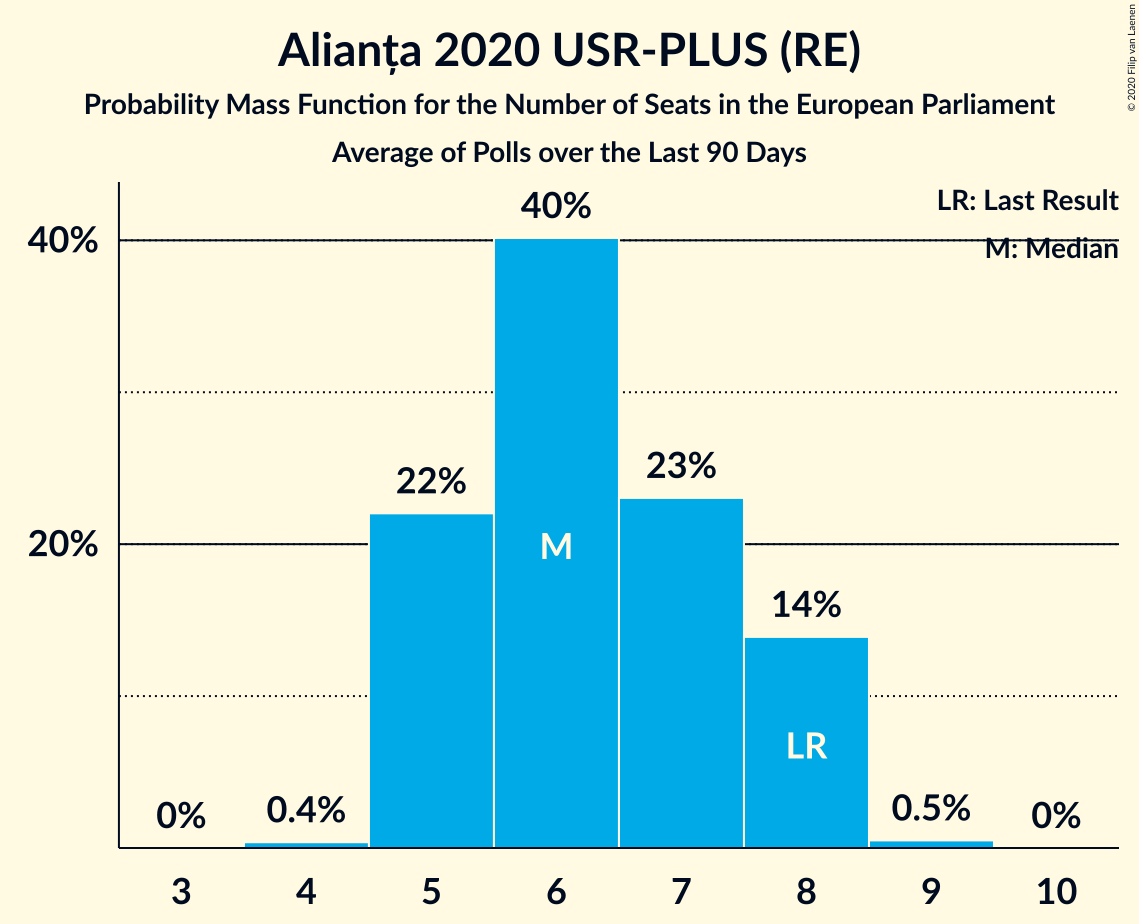 Alianța 2020 USR-PLUS (RE)
Probability Mass Function for the Number of Seats in the European Parliament
Average of Polls over the Last 90 Days
© 2020 Filip van Laenen
LR: Last Result
M: Median
40%
20%
0%
0.4%
22%
40%
23%
14%
0.5%
0%
M
LR
3 4 5 6 7 8 9 10